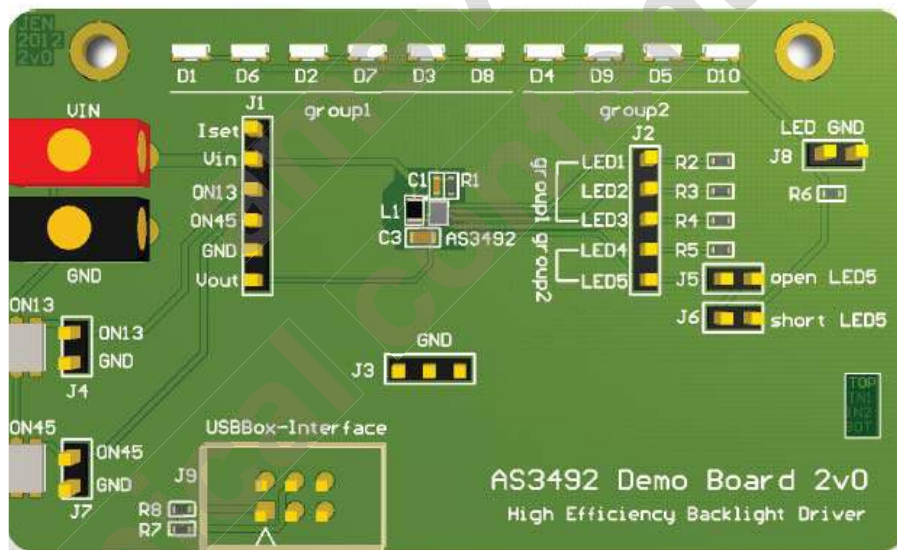 JEN
2012
2v0
D1 D6 D2 D7 D3 D8 D4 D9 D5 D10
group1 group2
VIN
J1
Iset
Vin
ON13
ON45
GND
Vout
C1 R1
L1
C3 AS3492
J2
group1
LED1
LED2
LED3
group2
LED4
LED5
R2
R3
R4
R5
LED GND
J8
R6
J5 open LED5
J6 short LED5
GND
ON13
ON13
GND
J4
GND
J3
ON45
ON45
GND
J7
USBBox-Interface
J9
R8
R7
TOP
IN1
IN2
BOT
AS3492 Demo Board 2v0
High Efficiency Backlight Driver